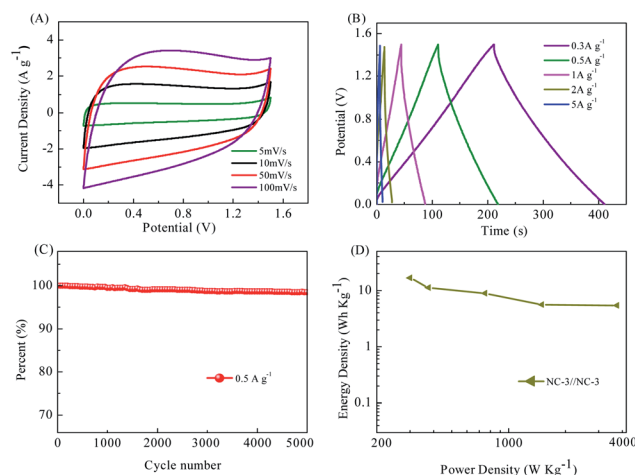 (A)
Current Density (A g⁻¹)
4
2
0
-2
-4
0.0
0.4
0.8
1.2
1.6
Potential (V)
5mV/s
10mV/s
50mV/s
100mV/s
(B)
Potential (V)
1.6
1.2
0.8
0.4
0.0
0
100
200
300
400
Time (s)
0.3A g⁻¹
0.5A g⁻¹
1A g⁻¹
2A g⁻¹
5A g⁻¹
(C)
Percent (%)
100
90
80
70
0
1000
2000
3000
4000
5000
Cycle number
0.5 A g⁻¹
(D)
Energy Density (Wh Kg⁻¹)
100
10
1
0.1
200
1000
4000
Power Density (W Kg⁻¹)
NC-3//NC-3